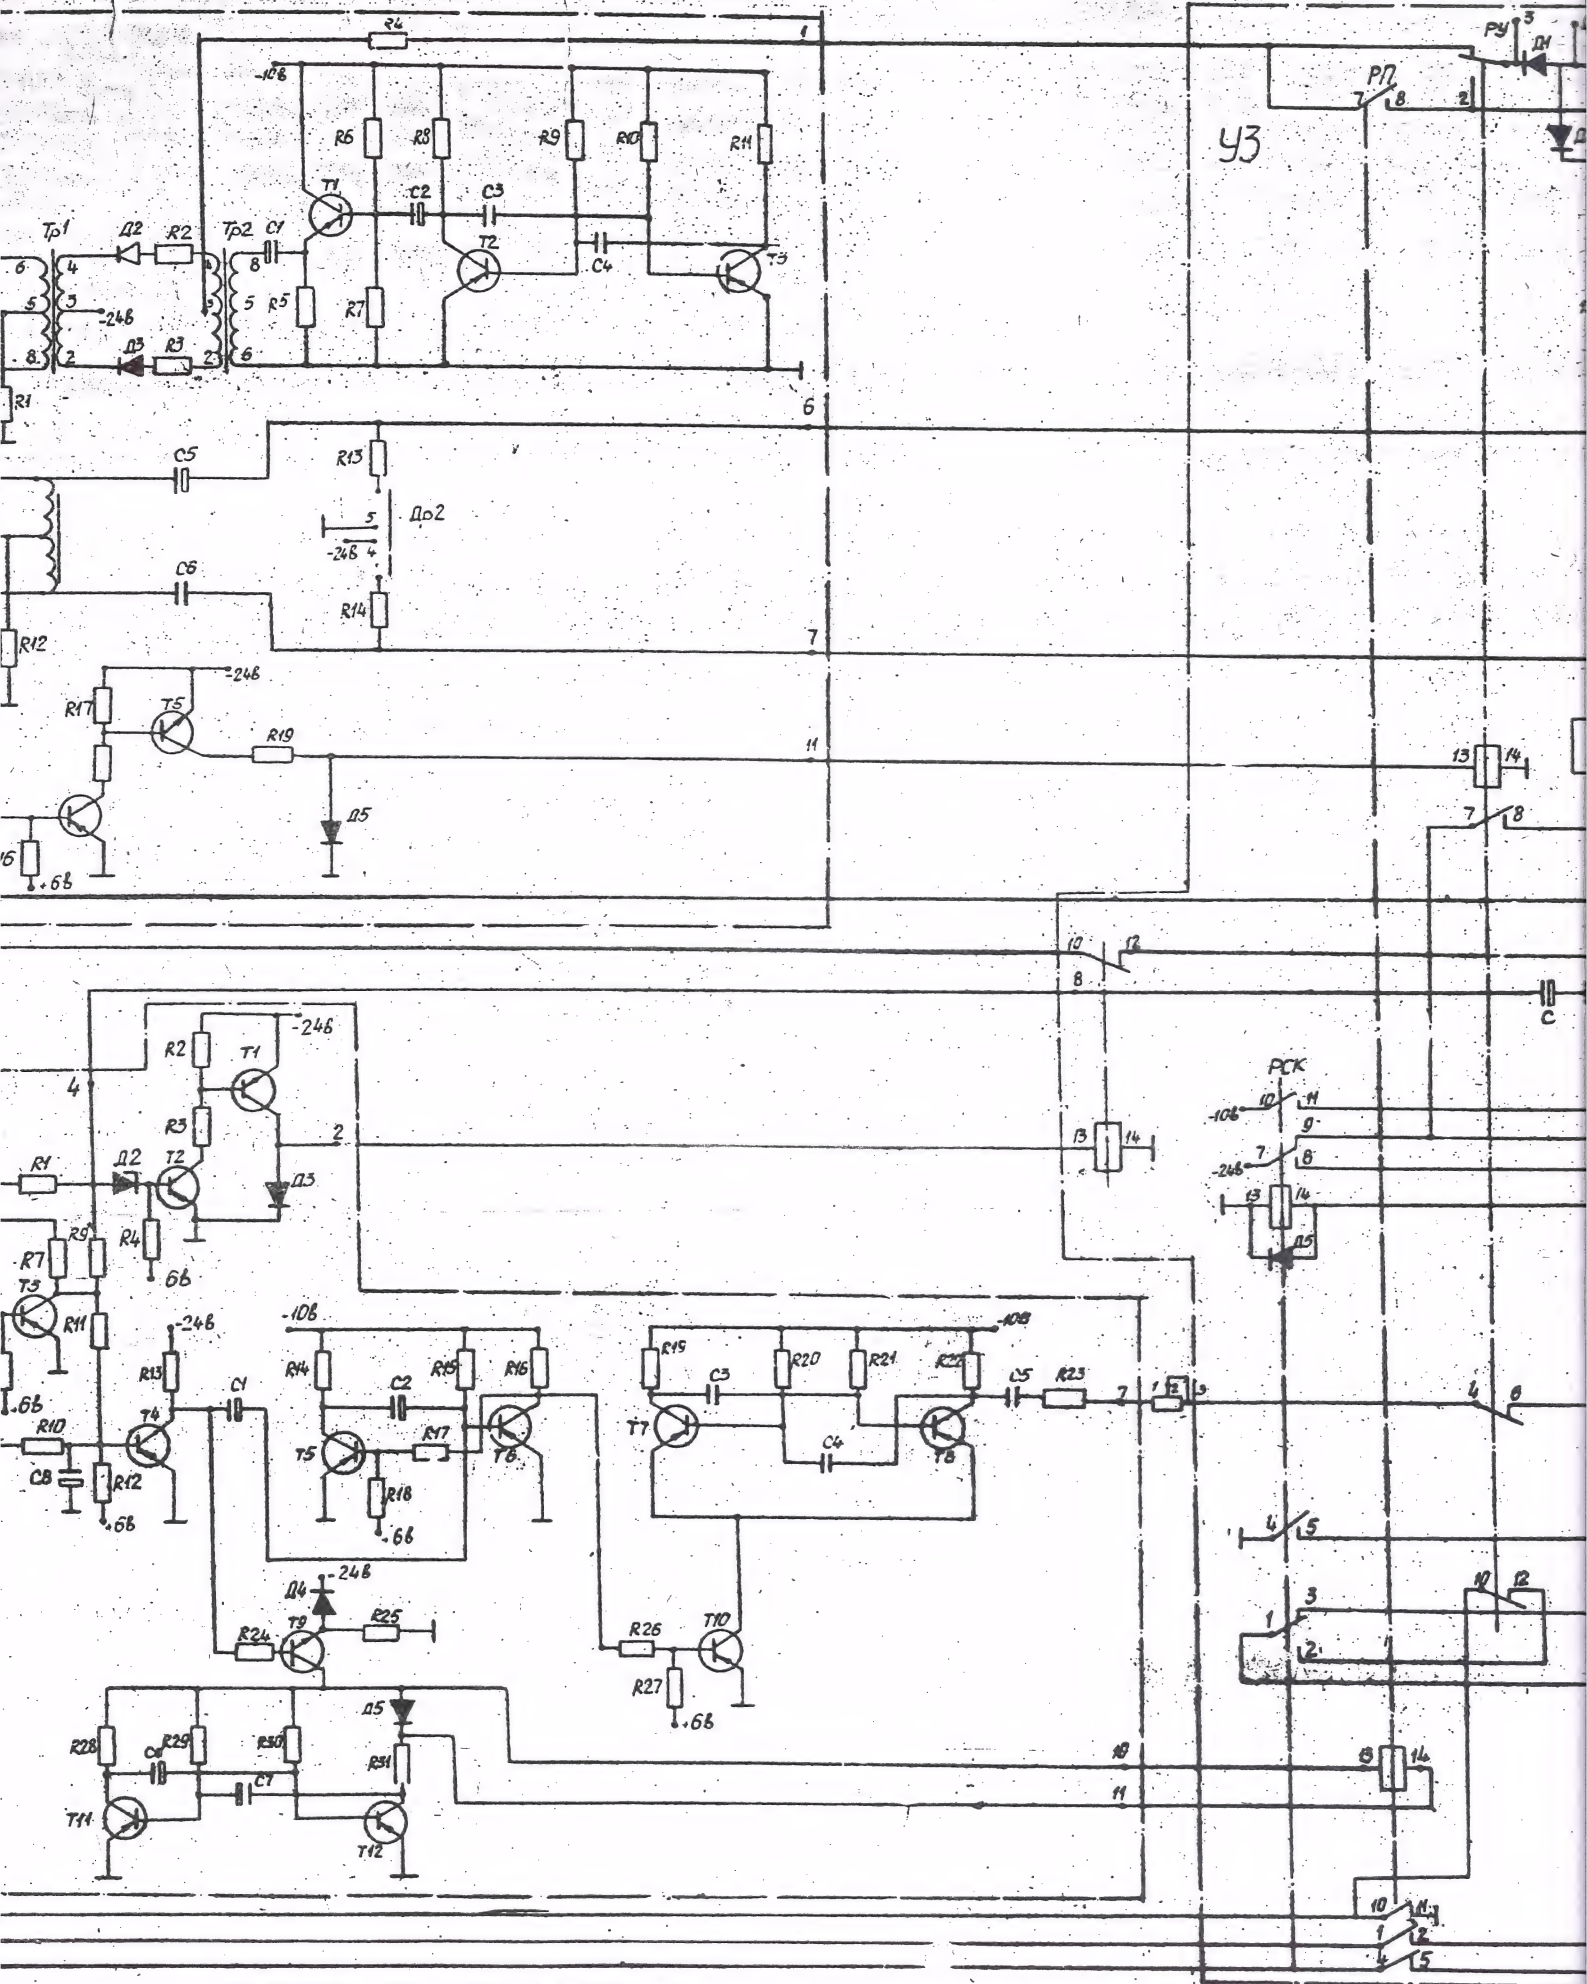 R4
1
РУ 3
Д1
-10в
РП
7 8 2
R6 R8 R9 R10 R11
У3
T1
C2 C3
Тр1 Д2 R2 Тр2 C1
T2
C4
T3
6 4 8
5 3 5
-24в
R5 R7
8 2 Д3 R3 2 6
R1
6
C5
R13
5 Др2
-24в 4
C6
R14
7
R12
-24в
R17 T5
R19
11
13 14
Д5
7 8
+6в
10 12
8
C
-24в
R2 T1
4
РСК
R3
-10в 10 11
2
9
13 14
R1 Д2 T2
7
-24в 8
Д3
13 14
R9 R4
R7
Д5
6в
T3
R11
-24в
-10в
-10в
R13
R14 R15 R16
R19 R20 R21 R22
C1
C2
C3
C5 R23
7 1 2 3
4 6
+6в
R10 T4
T5 R17 T6
T7
C4
T8
C8 R12
R18
+6в
+6в
4 5
-24в
Д4
10 12
T9 R25
3
R24
R26 T10
1
2
R27
Д5
+6в
R28 C6 R29 R30
R31
10
13 14
C7
11
T11
T12
10 11
1 2
4 5